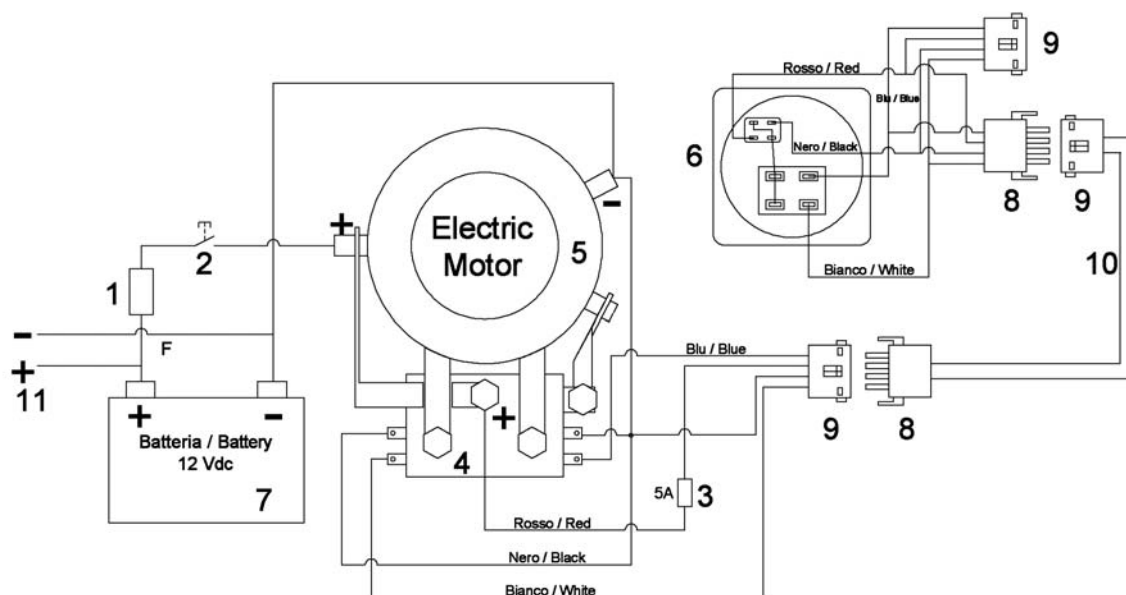 9
Rosso / Red
Blu / Blue
6
Nero / Black
8
9
+
Electric
Motor
5
-
2
1
Bianco / White
10
-
F
+
11
Blu / Blue
+
-
Batteria / Battery
12 Vdc
7
+
4
9
8
5A
3
Rosso / Red
Nero / Black
Bianco / White